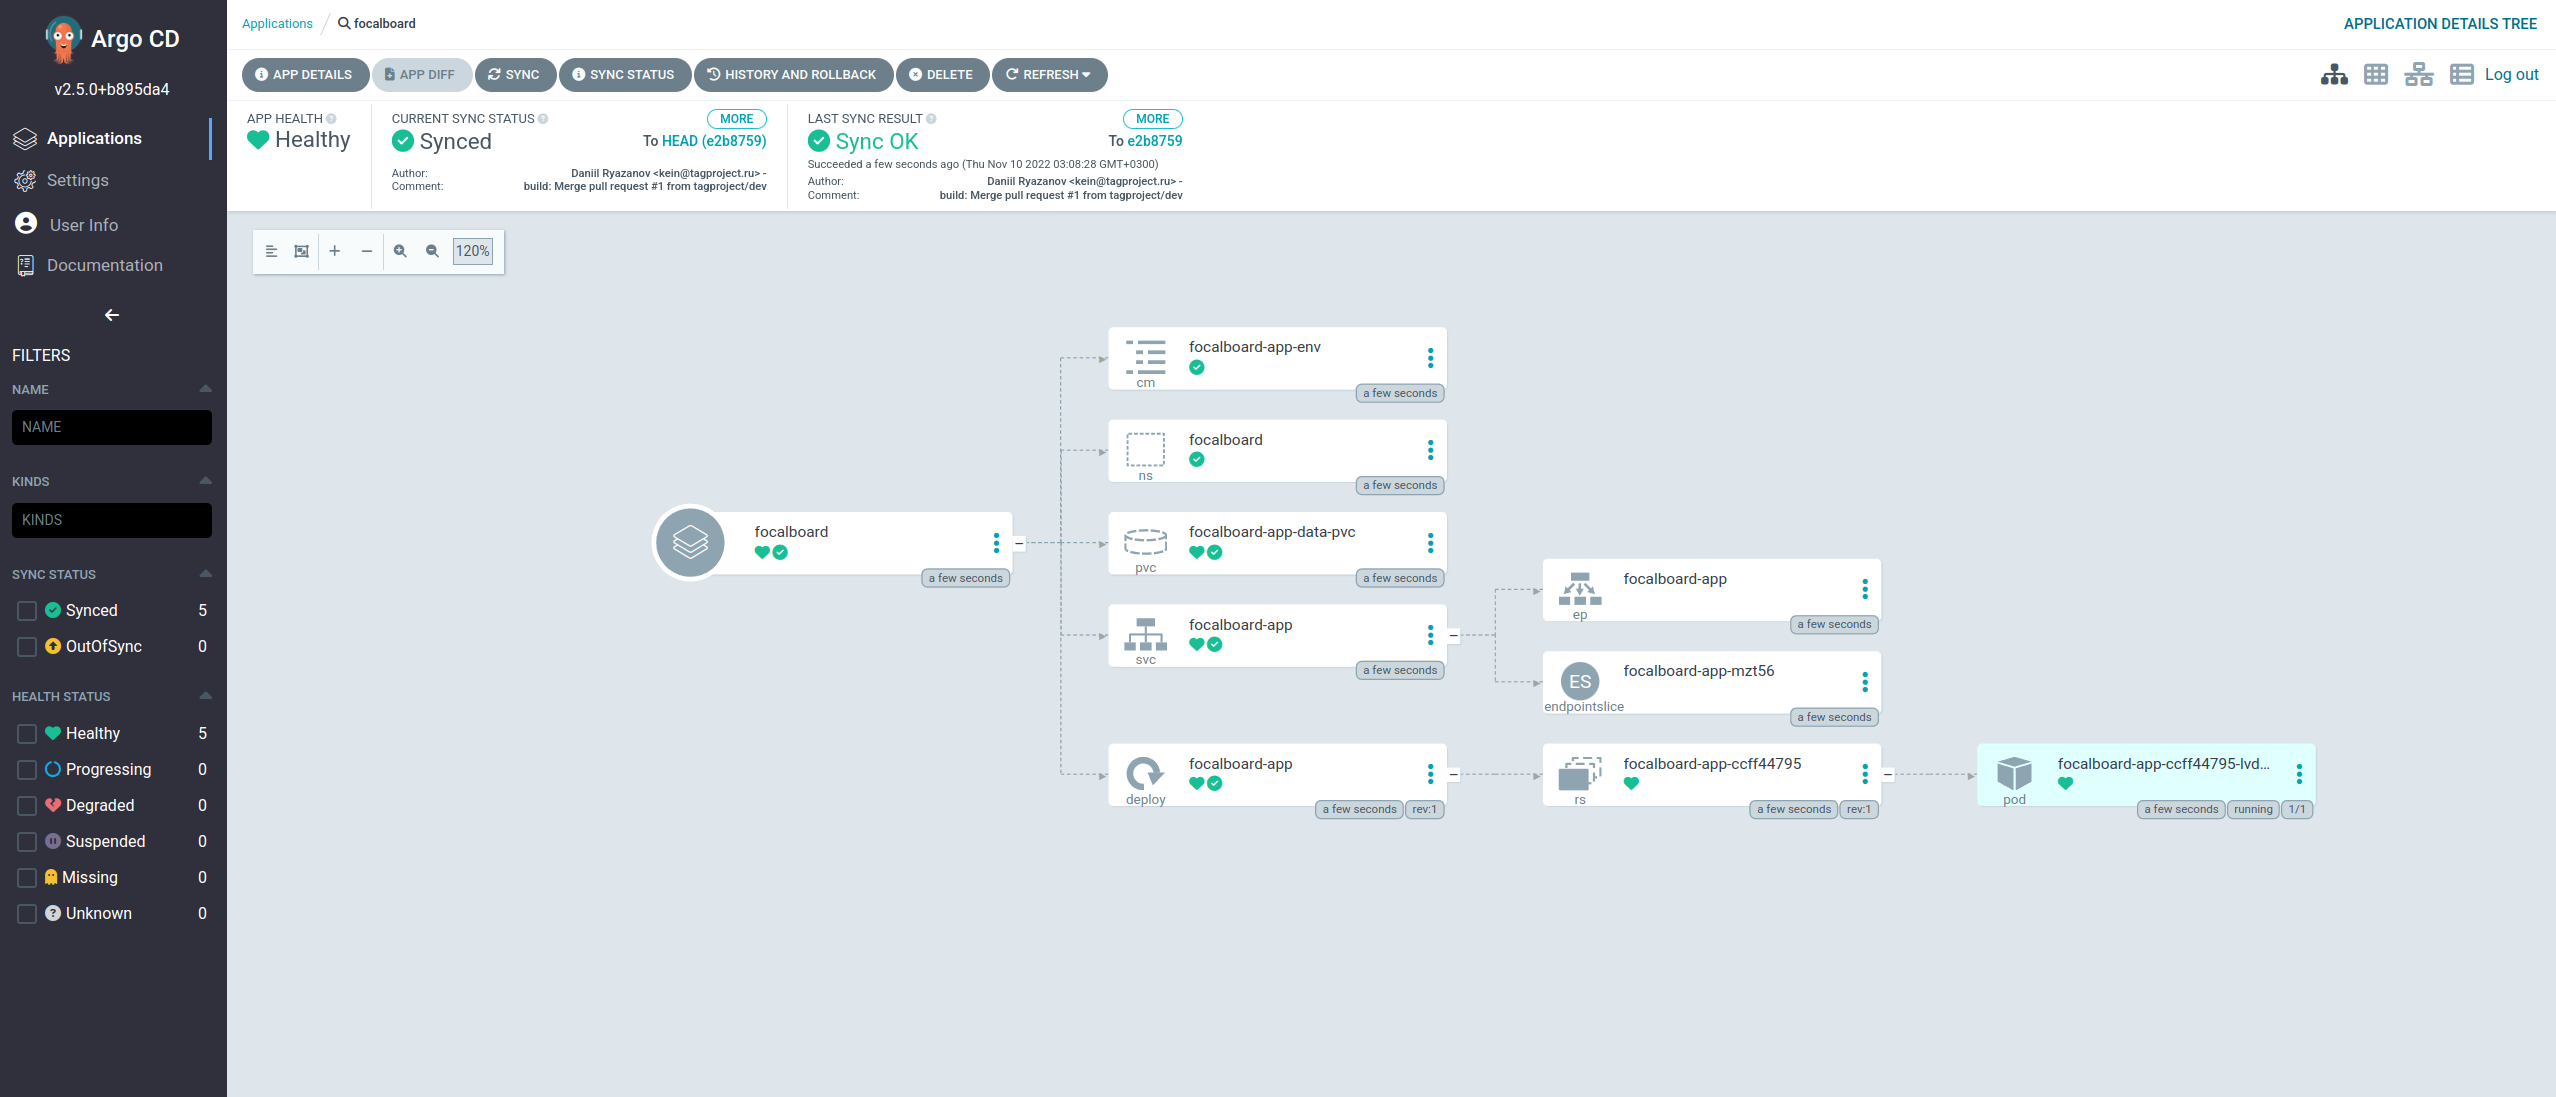 Argo CD
v2.5.0+b895da4
Applications
Settings
User Info
Documentation
FILTERS
NAME
NAME
KINDS
KINDS
SYNC STATUS
Synced 5
OutOfSync 0
HEALTH STATUS
Healthy 5
Progressing 0
Degraded 0
Suspended 0
Missing 0
Unknown 0
Applications / focalboard
APPLICATION DETAILS TREE
APP DETAILS APP DIFF SYNC SYNC STATUS HISTORY AND ROLLBACK DELETE REFRESH
Log out
APP HEALTH
Healthy
CURRENT SYNC STATUS MORE
Synced To HEAD (e2b8759)
Author: Daniil Ryazanov <kein@tagproject.ru> -
Comment: build: Merge pull request #1 from tagproject/dev
LAST SYNC RESULT MORE
Sync OK To e2b8759
Succeeded a few seconds ago (Thu Nov 10 2022 03:08:28 GMT+0300)
Author: Daniil Ryazanov <kein@tagproject.ru> -
Comment: build: Merge pull request #1 from tagproject/dev
120%
focalboard
a few seconds
focalboard-app-env
cm
a few seconds
focalboard
ns
a few seconds
focalboard-app-data-pvc
pvc
a few seconds
focalboard-app
svc
a few seconds
focalboard-app
ep
a few seconds
ES
focalboard-app-mzt56
endpointslice
a few seconds
focalboard-app
deploy
a few seconds rev:1
focalboard-app-ccff44795
rs
a few seconds rev:1
focalboard-app-ccff44795-lvd...
pod
a few seconds running 1/1